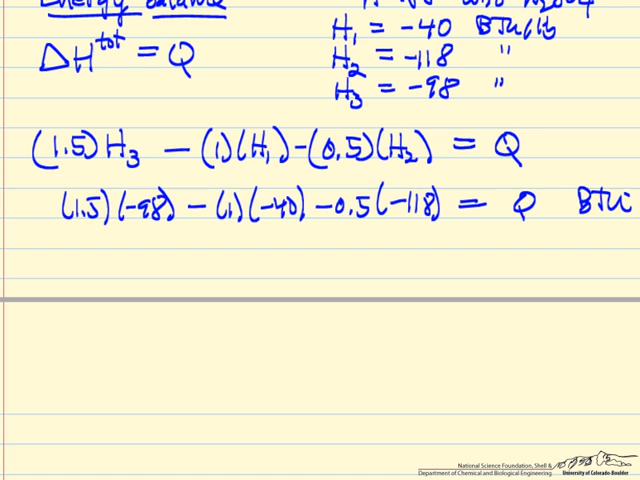 Energy balance
H₁ = -40 BTU/lb
ΔHᵗᵒᵗ = Q
H₂ = -118 "
H₃ = -98 "
(1.5)H₃ - (1)(H₁) - (0.5)(H₂) = Q
(1.5)(-98) - (1)(-40) - 0.5(-118) = Q BTU
National Science Foundation, Shell &
Department of Chemical and Biological Engineering
University of Colorado-Boulder